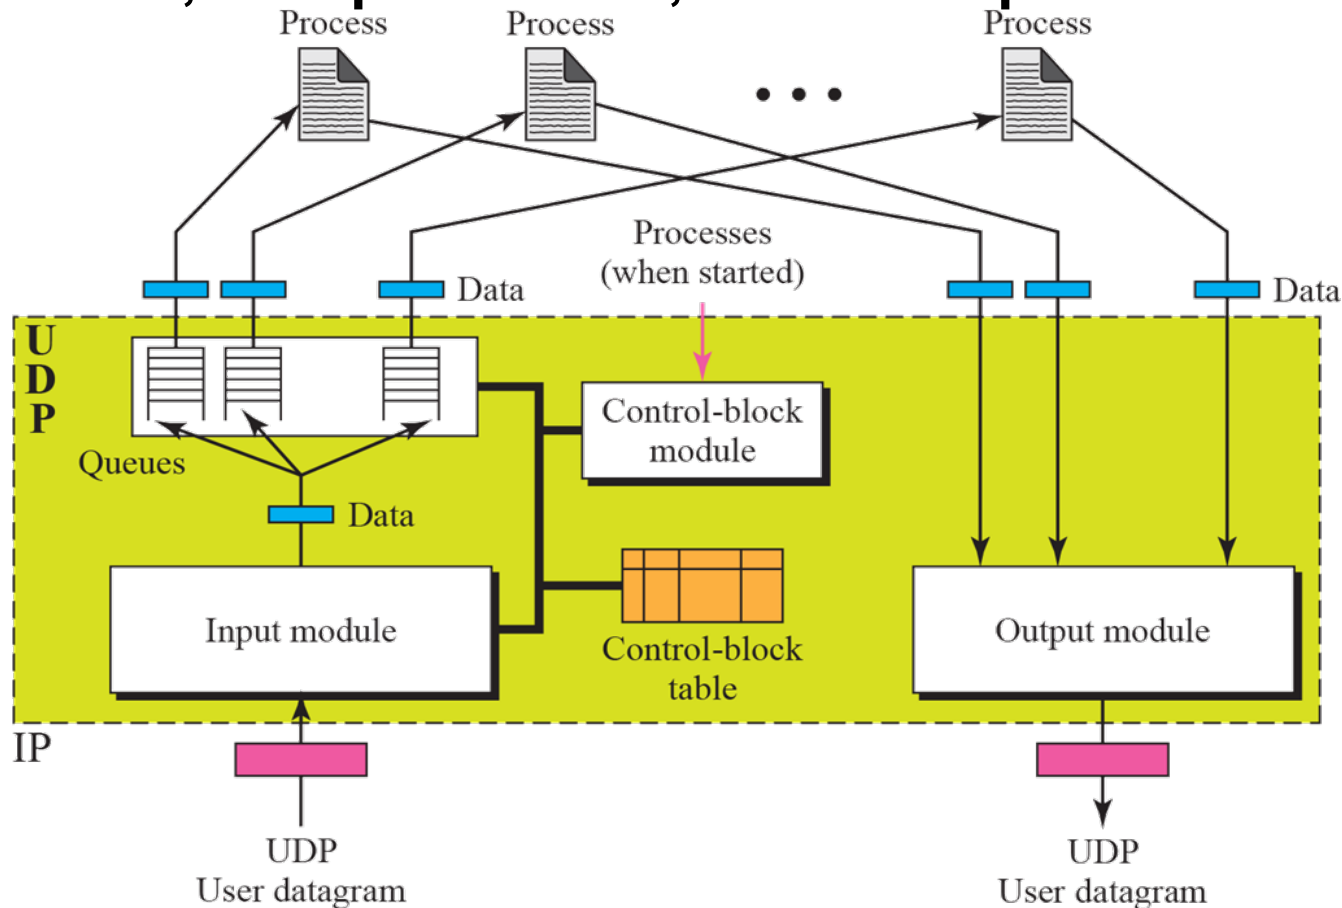 Process
Process
Process
Processes
(when started)
Data
Data
U
D
P
Control-block
module
Queues
Data
Input module
Control-block
table
Output module
IP
UDP
User datagram
UDP
User datagram